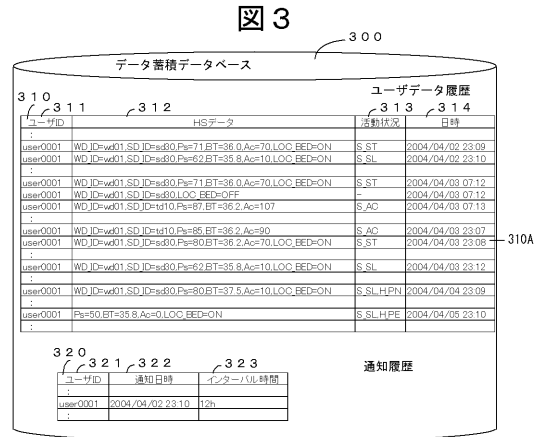 図３
３００
データ蓄積データベース
ユーザデータ履歴
３１０
３１１
３１２
３１３
３１４
ユーザID HSデータ 活動状況 日時
:
user0001 WD_ID=wd01,SD_ID=sd30,Ps=71,BT=36.0,Ac=70,LOC_BED=ON S_ST 2004/04/02 23:09
user0001 WD_ID=wd01,SD_ID=sd30,Ps=62,BT=35.8,Ac=10,LOC_BED=ON S_SL 2004/04/02 23:10
:
user0001 WD_ID=wd01,SD_ID=sd30,Ps=71,BT=36.0,Ac=70,LOC_BED=ON S_ST 2004/04/03 07:12
user0001 WD_ID=wd01,SD_ID=sd30,LOC_BED=OFF - 2004/04/03 07:12
user0001 WD_ID=wd01,SD_ID=td10,Ps=87,BT=36.2,Ac=107 S_AC 2004/04/03 07:13
:
user0001 WD_ID=wd01,SD_ID=td10,Ps=85,BT=36.2,Ac=90 S_AC 2004/04/03 23:07
user0001 WD_ID=wd01,SD_ID=sd30,Ps=80,BT=36.2,Ac=70,LOC_BED=ON S_ST 2004/04/03 23:08
310A
:
user0001 WD_ID=wd01,SD_ID=sd30,Ps=62,BT=35.8,Ac=10,LOC_BED=ON S_SL 2004/04/03 23:12
:
user0001 WD_ID=wd01,SD_ID=sd30,Ps=80,BT=37.5,Ac=10,LOC_BED=ON S_SL,H_PN 2004/04/04 23:09
:
user0001 Ps=50,BT=35.8,Ac=0,LOC_BED=ON S_SL,H_PE 2004/04/05 23:10
:
３２０
３２１
３２２
３２３
通知履歴
ユーザID 通知日時 インターバル時間
:
user0001 2004/04/02 23:10 12h
: